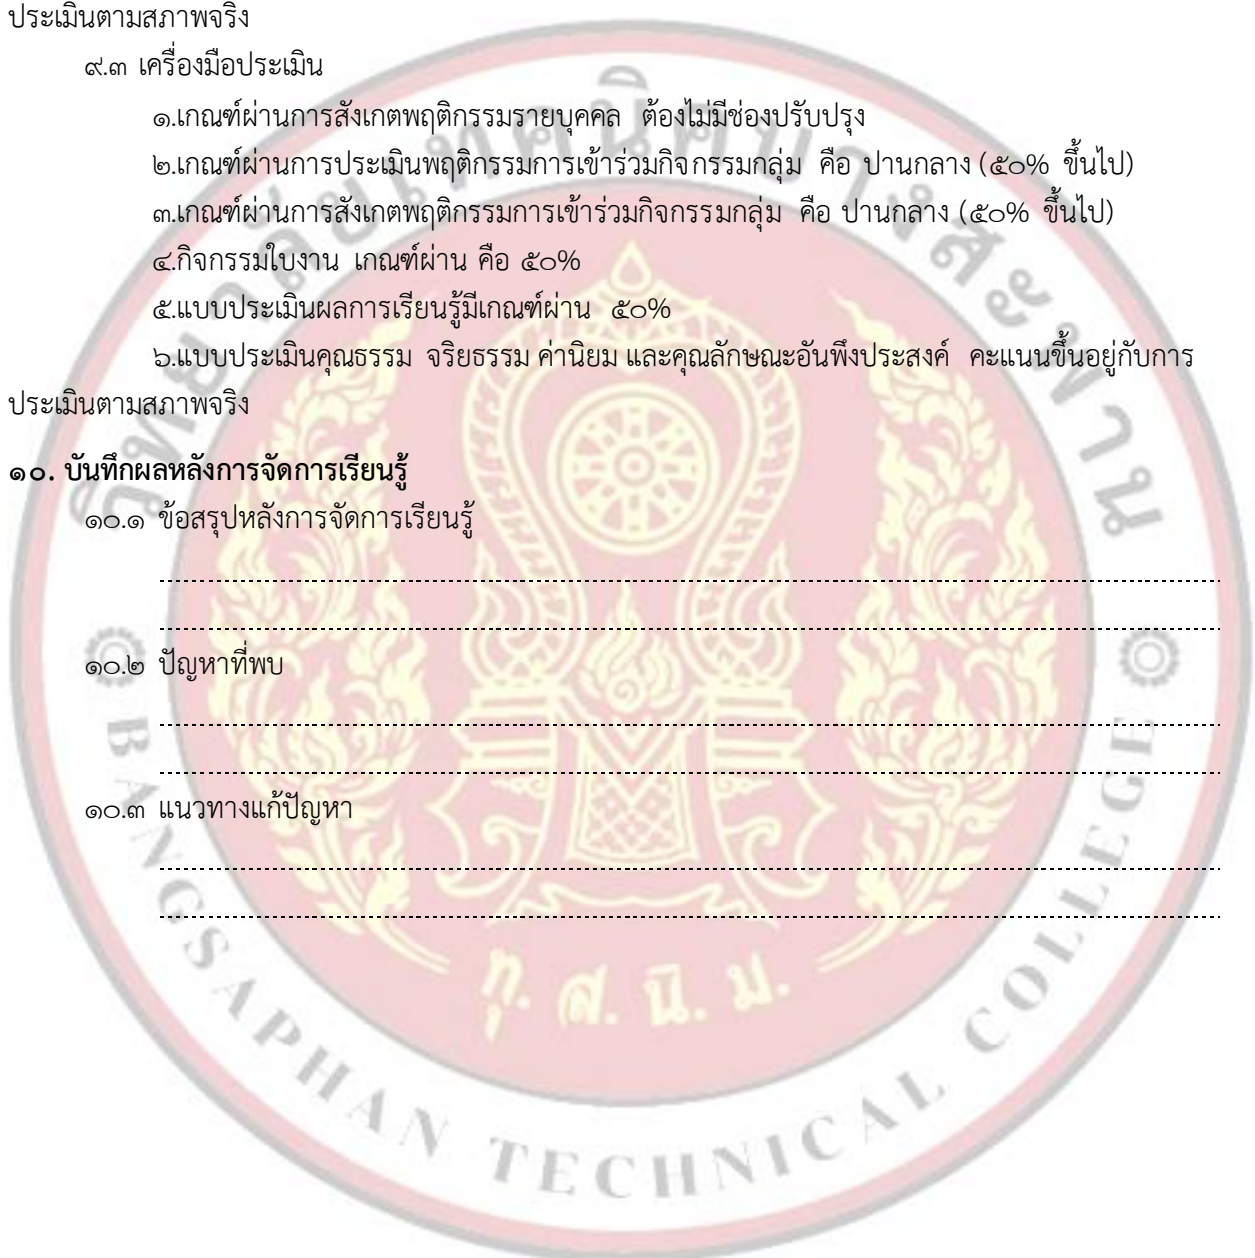 ประเมินตามสภาพจริง
๙.๓ เครื่องมือประเมิน
๑.เกณฑ์ผ่านการสังเกตพฤติกรรมรายบุคคล ต้องไม่มีช่องปรับปรุง
๒.เกณฑ์ผ่านการประเมินพฤติกรรมการเข้าร่วมกิจกรรมกลุ่ม คือ ปานกลาง (๕๐% ขึ้นไป)
๓.เกณฑ์ผ่านการสังเกตพฤติกรรมการเข้าร่วมกิจกรรมกลุ่ม คือ ปานกลาง (๕๐% ขึ้นไป)
๔.กิจกรรมใบงาน เกณฑ์ผ่าน คือ ๕๐%
๕.แบบประเมินผลการเรียนรู้มีเกณฑ์ผ่าน ๕๐%
๖.แบบประเมินคุณธรรม จริยธรรม ค่านิยม และคุณลักษณะอันพึงประสงค์ คะแนนขึ้นอยู่กับการ
ประเมินตามสภาพจริง
๑๐. บันทึกผลหลังการจัดการเรียนรู้
๑๐.๑ ข้อสรุปหลังการจัดการเรียนรู้
๑๐.๒ ปัญหาที่พบ
๑๐.๓ แนวทางแก้ปัญหา
วิทยาลัยเทคนิคบางสะพาน
ทุ. ส. นิ. ม.
BANGSAPHAN TECHNICAL COLLEGE